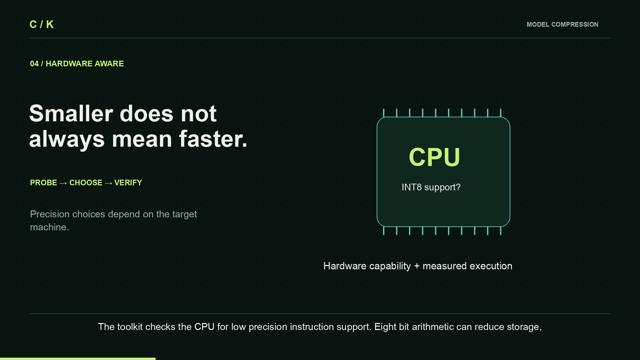 C / K
MODEL COMPRESSION
04 / HARDWARE AWARE
Smaller does not
always mean faster.
PROBE → CHOOSE → VERIFY
Precision choices depend on the target
machine.
CPU
INT8 support?
Hardware capability + measured execution
The toolkit checks the CPU for low precision instruction support. Eight bit arithmetic can reduce storage,